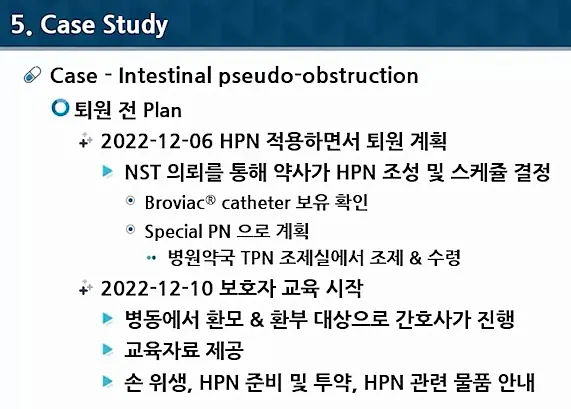 5. Case Study
Case - Intestinal pseudo-obstruction
퇴원 전 Plan
2022-12-06 HPN 적용하면서 퇴원 계획
NST 의뢰를 통해 약사가 HPN 조성 및 스케쥴 결정
Broviac® catheter 보유 확인
Special PN 으로 계획
병원약국 TPN 조제실에서 조제 & 수령
2022-12-10 보호자 교육 시작
병동에서 환모 & 환부 대상으로 간호사가 진행
교육자료 제공
손 위생, HPN 준비 및 투약, HPN 관련 물품 안내